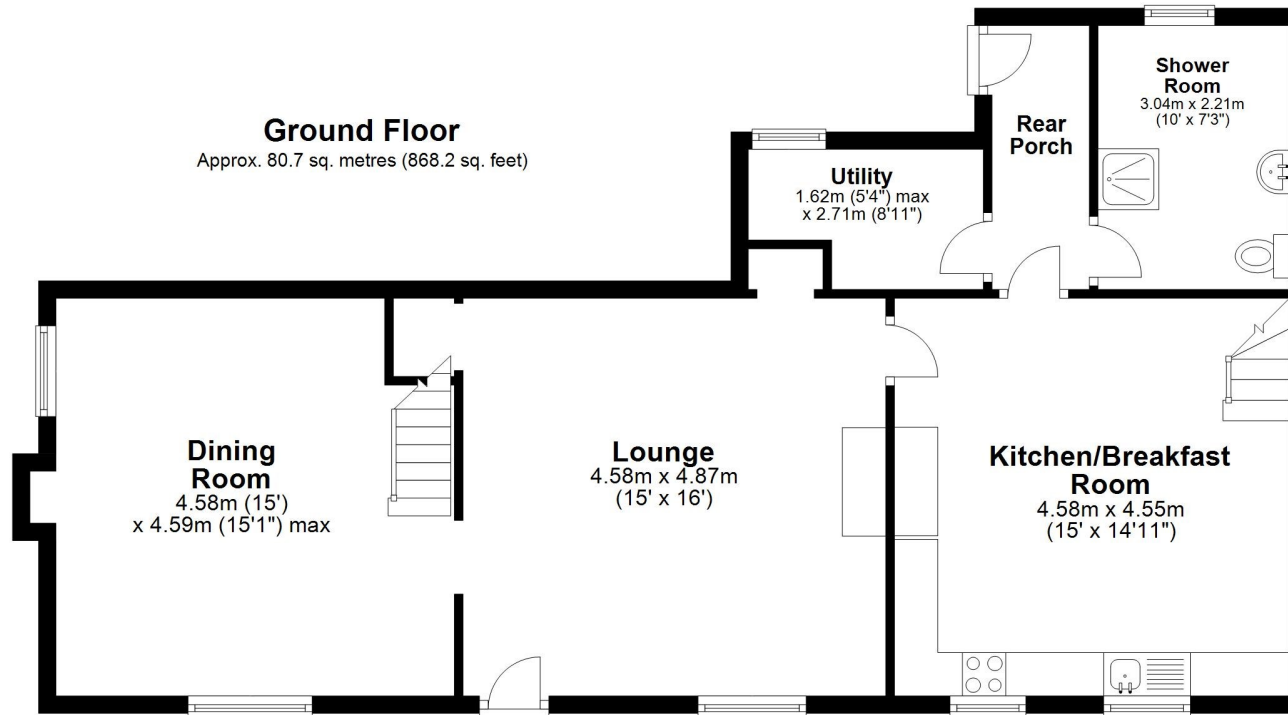 Ground Floor
Approx. 80.7 sq. metres (868.2 sq. feet)
Shower
Room
3.04m x 2.21m
(10' x 7'3")
Rear
Porch
Utility
1.62m (5'4") max
x 2.71m (8'11")
Dining
Room
4.58m (15')
x 4.59m (15'1") max
Lounge
4.58m x 4.87m
(15' x 16')
Kitchen/Breakfast
Room
4.58m x 4.55m
(15' x 14'11")